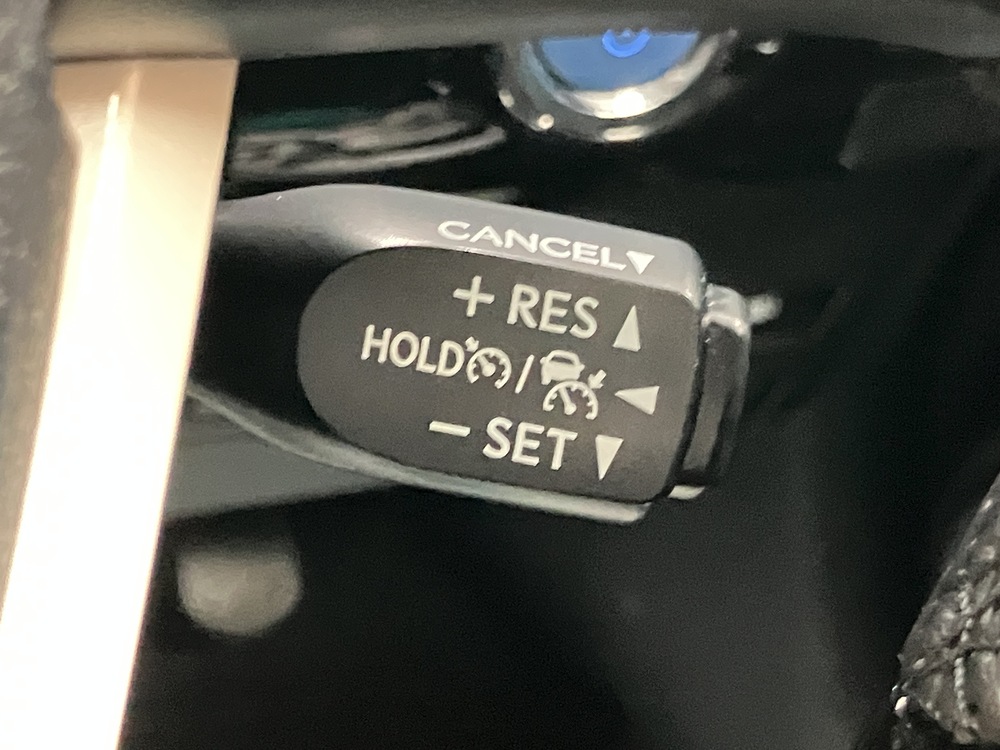 CANCEL▼
+ RES ▲
HOLD / ◀
− SET ▼